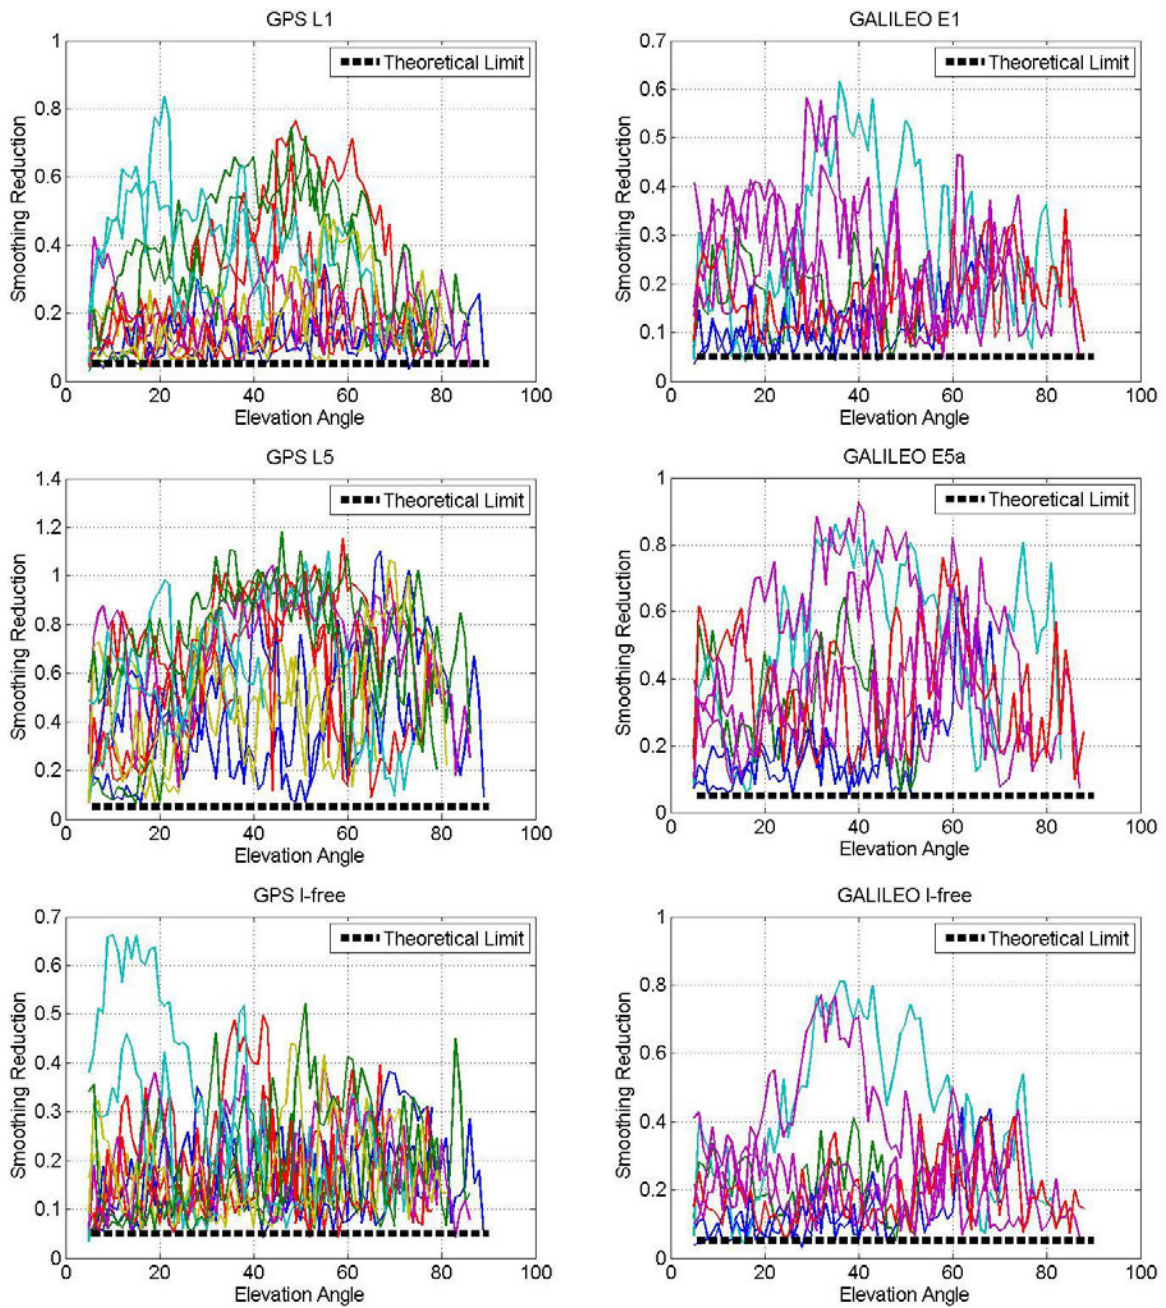 GPS L1
GALILEO E1
1
0.8
0.6
0.4
0.2
0
Smoothing Reduction
Theoretical Limit
0 20 40 60 80 100
Elevation Angle
0.7
0.6
0.5
0.4
0.3
0.2
0.1
0
Smoothing Reduction
Theoretical Limit
0 20 40 60 80 100
Elevation Angle
GPS L5
GALILEO E5a
1.4
1.2
1
0.8
0.6
0.4
0.2
0
Smoothing Reduction
Theoretical Limit
0 20 40 60 80 100
Elevation Angle
1
0.8
0.6
0.4
0.2
0
Smoothing Reduction
Theoretical Limit
0 20 40 60 80 100
Elevation Angle
GPS I-free
GALILEO I-free
0.7
0.6
0.5
0.4
0.3
0.2
0.1
0
Smoothing Reduction
Theoretical Limit
0 20 40 60 80 100
Elevation Angle
1
0.8
0.6
0.4
0.2
0
Smoothing Reduction
Theoretical Limit
0 20 40 60 80 100
Elevation Angle